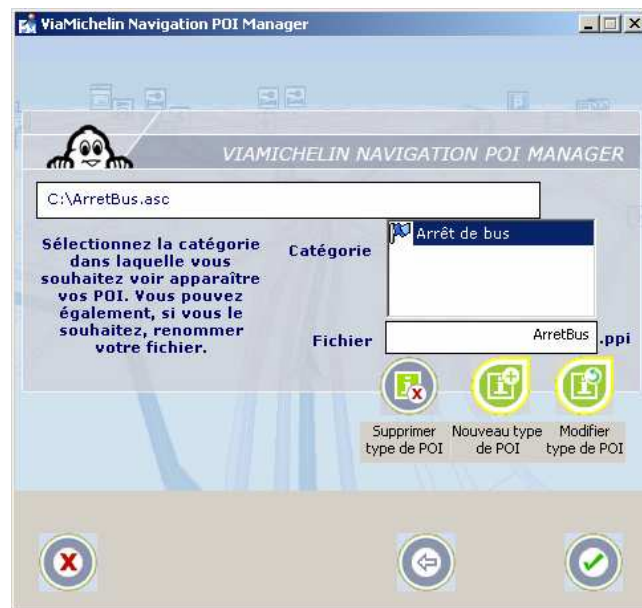 ViaMichelin Navigation POI Manager
VIAMICHELIN NAVIGATION POI MANAGER
C:\ArretBus.asc
Sélectionnez la catégorie
dans laquelle vous
souhaitez voir apparaître
vos POI. Vous pouvez
également, si vous le
souhaitez, renommer
votre fichier.
Catégorie
Arrêt de bus
Fichier
ArretBus .ppi
Supprimer
type de POI
Nouveau type
de POI
Modifier
type de POI